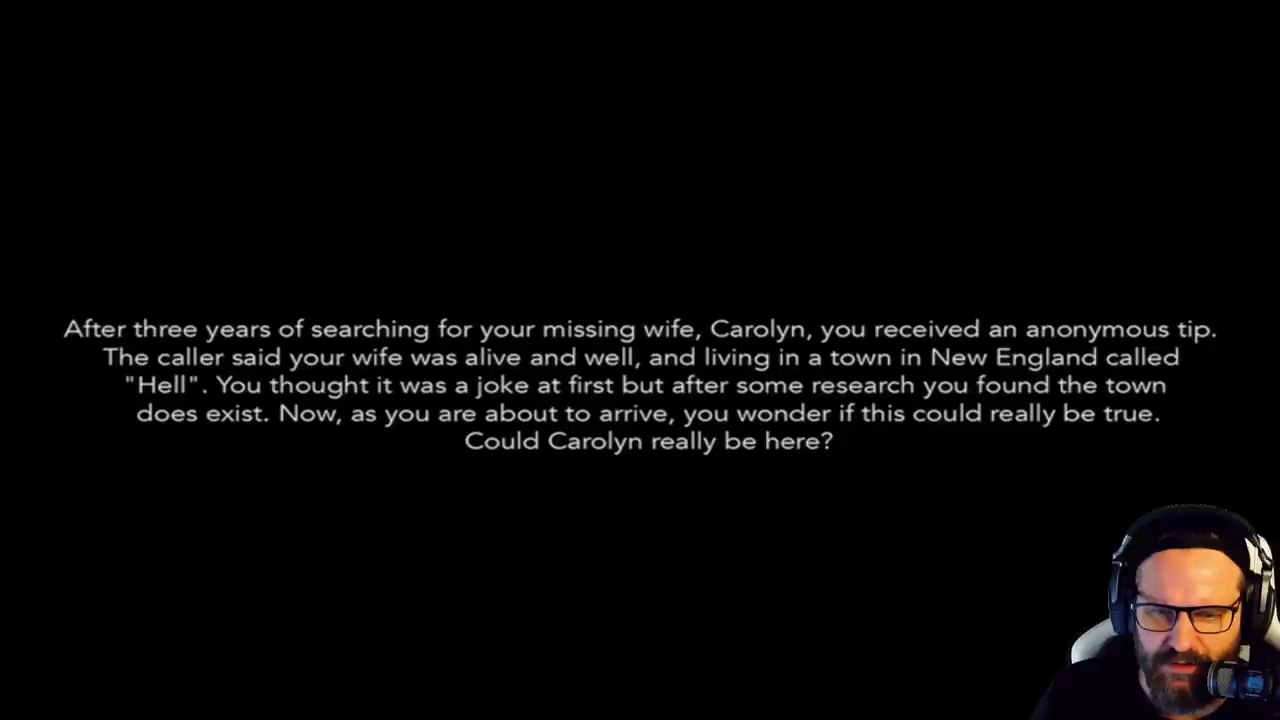 After three years of searching for your missing wife, Carolyn, you received an anonymous tip.
The caller said your wife was alive and well, and living in a town in New England called
"Hell". You thought it was a joke at first but after some research you found the town
does exist. Now, as you are about to arrive, you wonder if this could really be true.
Could Carolyn really be here?